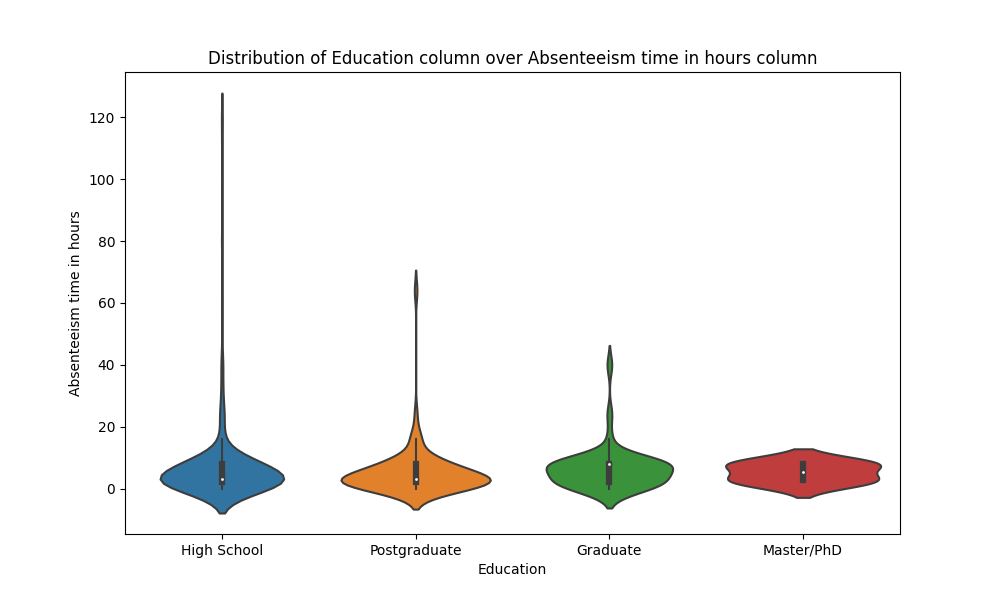 Distribution of Education column over Absenteeism time in hours column
Absenteeism time in hours
120
100
80
60
40
20
0
High School
Postgraduate
Graduate
Master/PhD
Education